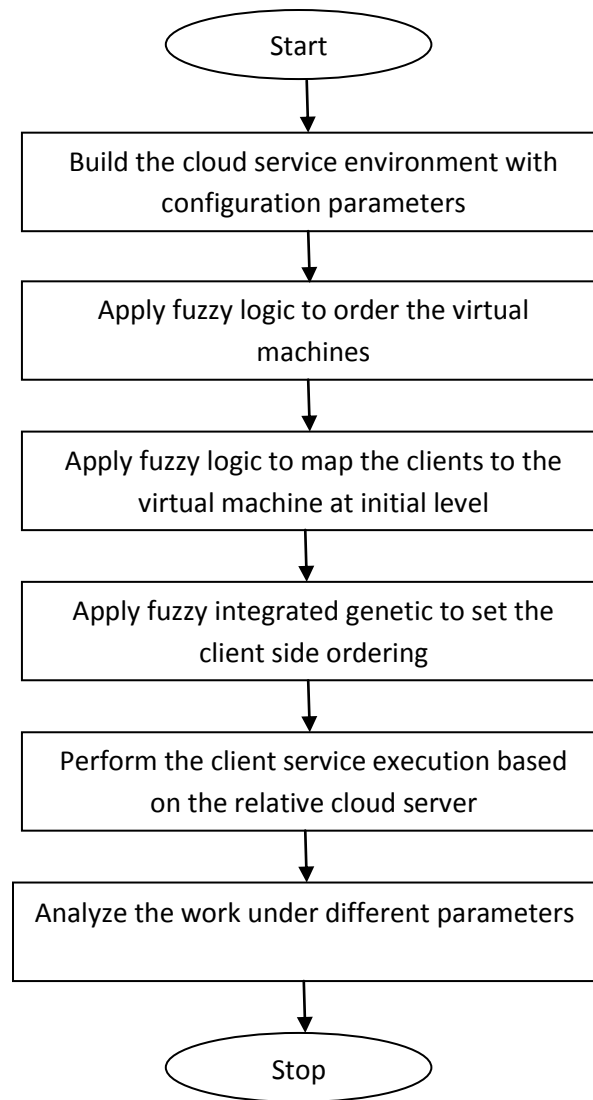 Start
Build the cloud service environment with
configuration parameters
Apply fuzzy logic to order the virtual
machines
Apply fuzzy logic to map the clients to the
virtual machine at initial level
Apply fuzzy integrated genetic to set the
client side ordering
Perform the client service execution based
on the relative cloud server
Analyze the work under different parameters
Stop